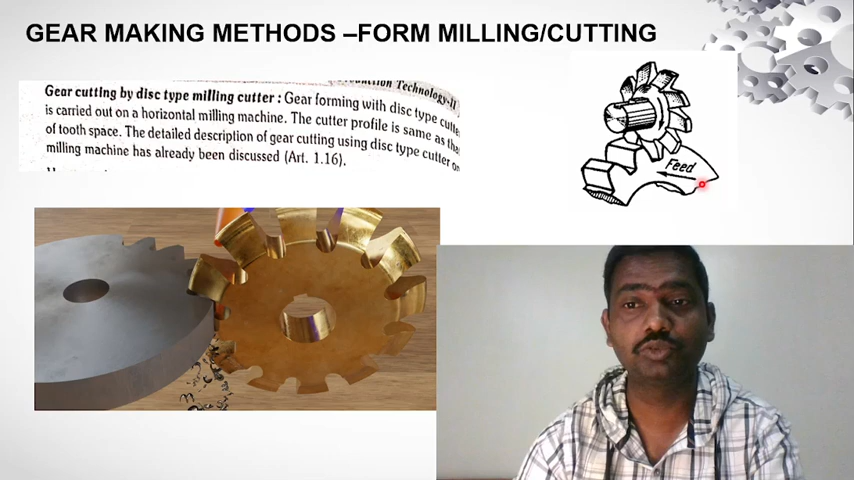 GEAR MAKING METHODS –FORM MILLING/CUTTING
Production Technology-II
Gear cutting by disc type milling cutter : Gear forming with disc type cutter
is carried out on a horizontal milling machine. The cutter profile is same as that
of tooth space. The detailed description of gear cutting using disc type cutter on
milling machine has already been discussed (Art. 1.16).
Feed